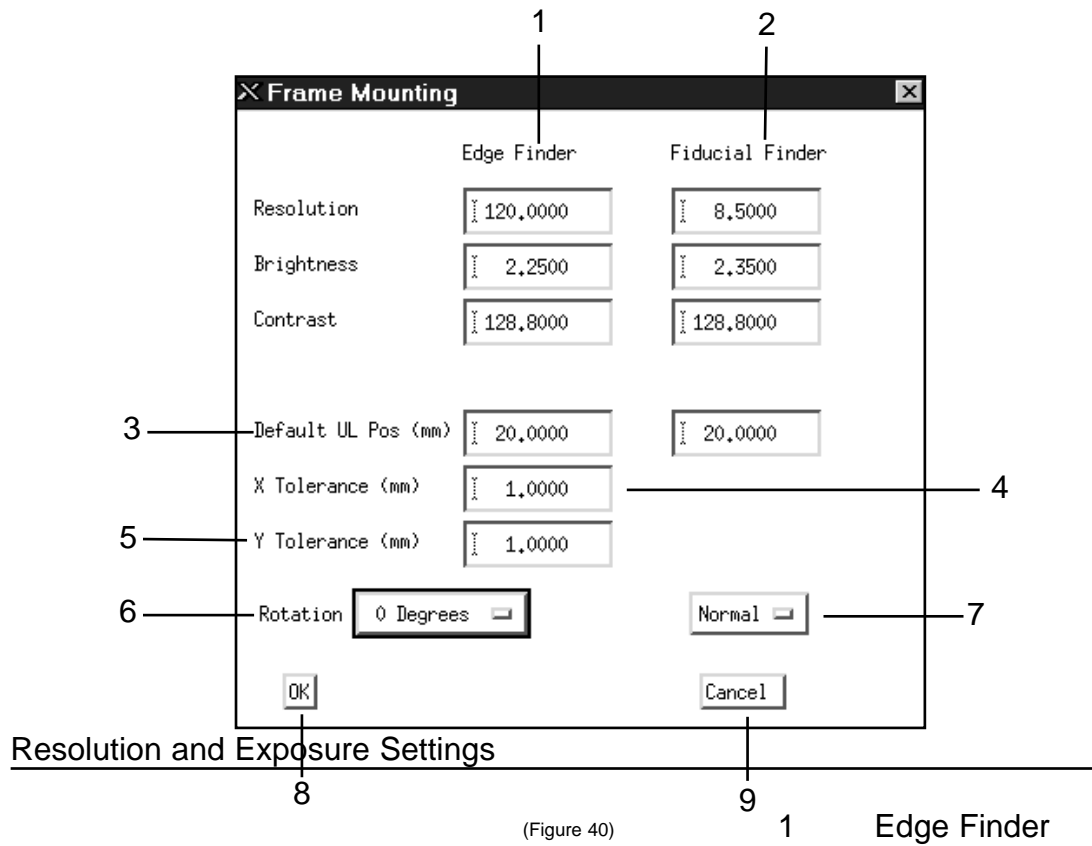 1 2
Frame Mounting
Edge Finder Fiducial Finder
Resolution 120.0000 8.5000
Brightness 2.2500 2.3500
Contrast 128.8000 128.8000
3 Default UL Pos (mm) 20.0000 20.0000
X Tolerance (mm) 1.0000 4
5 Y Tolerance (mm) 1.0000
6 Rotation 0 Degrees Normal 7
OK Cancel
Resolution and Exposure Settings
8 9
(Figure 40) 1 Edge Finder